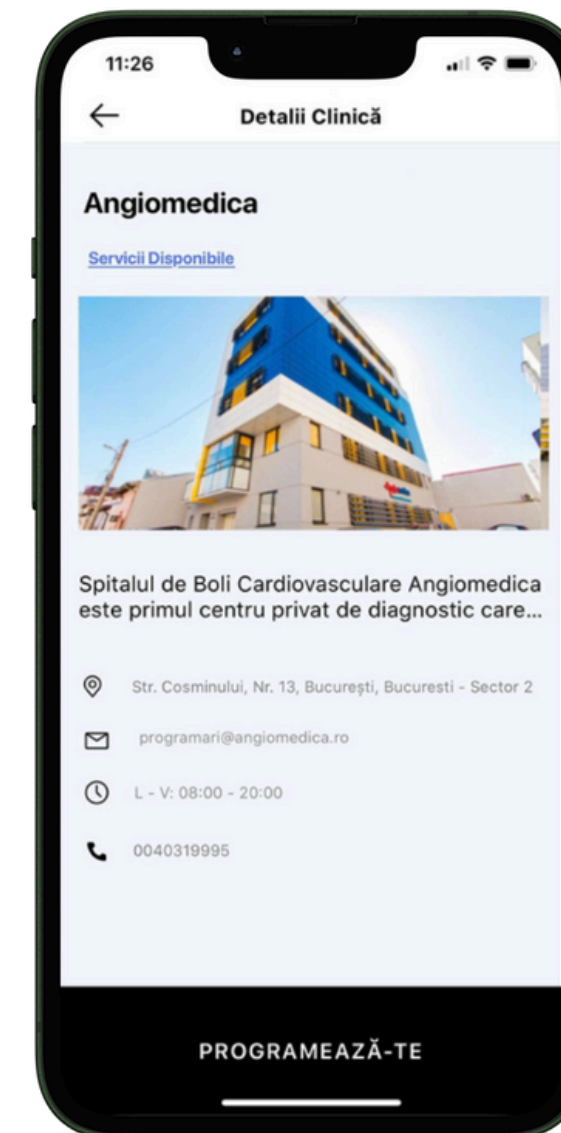 11:26
Detalii Clinică
Angiomedica
Servicii Disponibile
Spitalul de Boli Cardiovasculare Angiomedica
este primul centru privat de diagnostic care...
Str. Cosminului, Nr. 13, București, Bucuresti - Sector 2
programari@angiomedica.ro
L - V: 08:00 - 20:00
0040319995
PROGRAMEAZĂ-TE